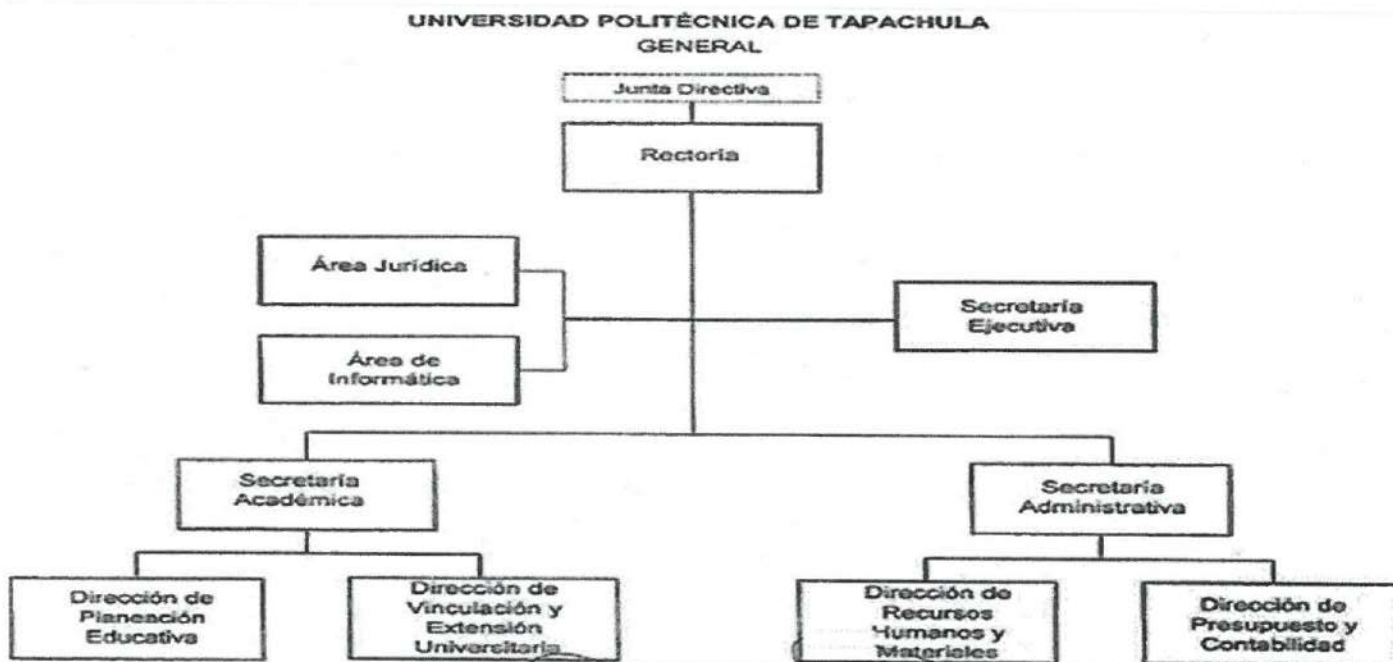 UNIVERSIDAD POLITÉCNICA DE TAPACHULA
GENERAL
Junta Directiva
Rectoría
Área Jurídica
Secretaría
Ejecutiva
Área de
Informática
Secretaría
Académica
Secretaría
Administrativa
Dirección de
Planeación
Educativa
Dirección de
Vinculación y
Extensión
Universitaria
Dirección de
Recursos
Humanos y
Materiales
Dirección de
Presupuesto y
Contabilidad